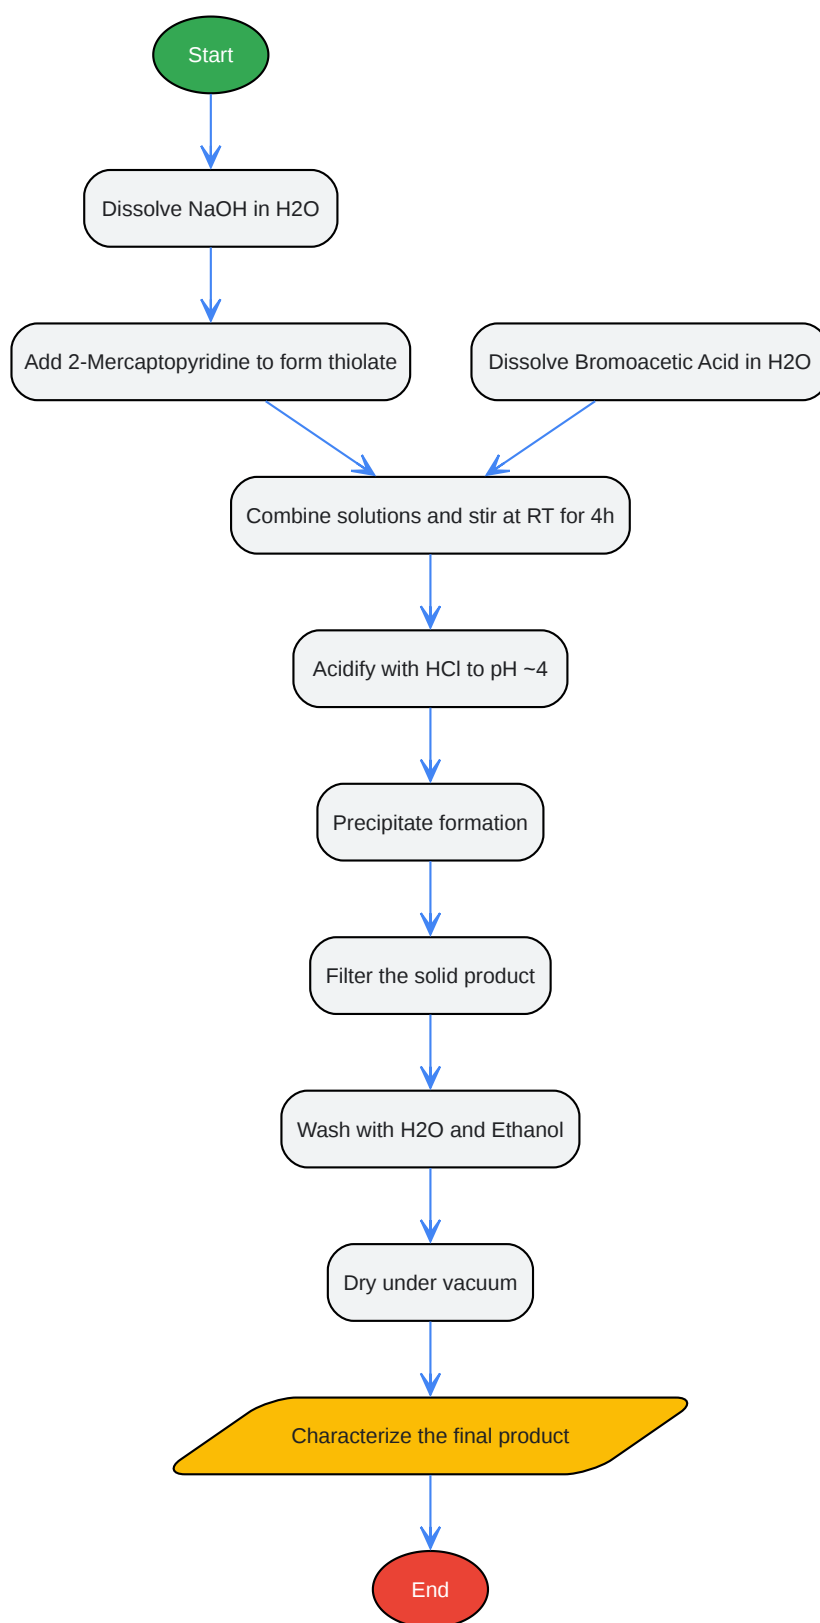 Start
Dissolve NaOH in H2O
Add 2-Mercaptopyridine to form thiolate
Dissolve Bromoacetic Acid in H2O
Combine solutions and stir at RT for 4h
Acidify with HCl to pH ~4
Precipitate formation
Filter the solid product
Wash with H2O and Ethanol
Dry under vacuum
Characterize the final product
End